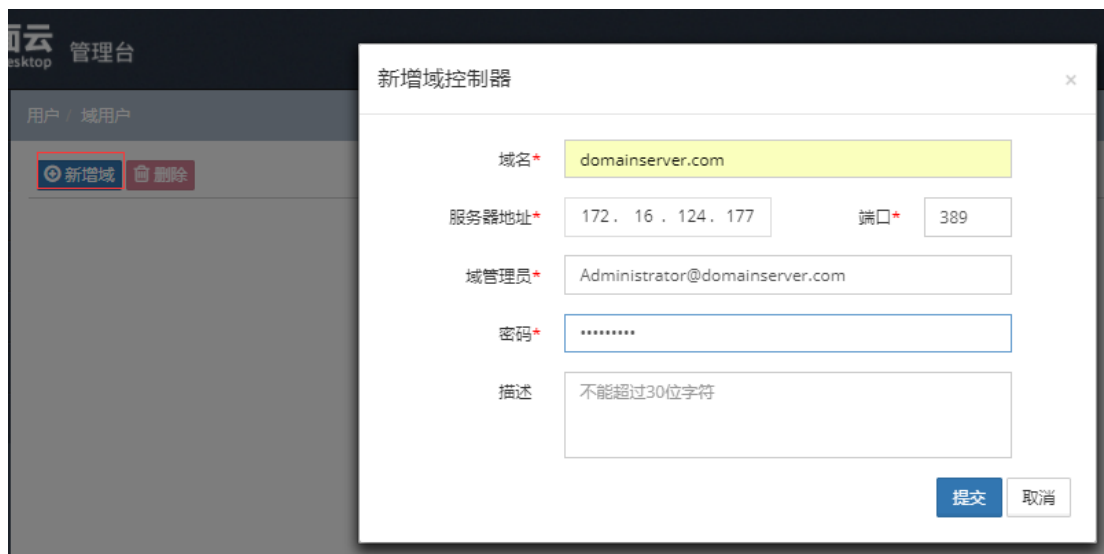 云 管理台
esktop
新增域控制器
×
用户 / 域用户
新增域 删除
域名* domainserver.com
服务器地址* 172 . 16 . 124 . 177 端口* 389
域管理员* Administrator@domainserver.com
密码* •••••••••
描述 不能超过30位字符
提交 取消